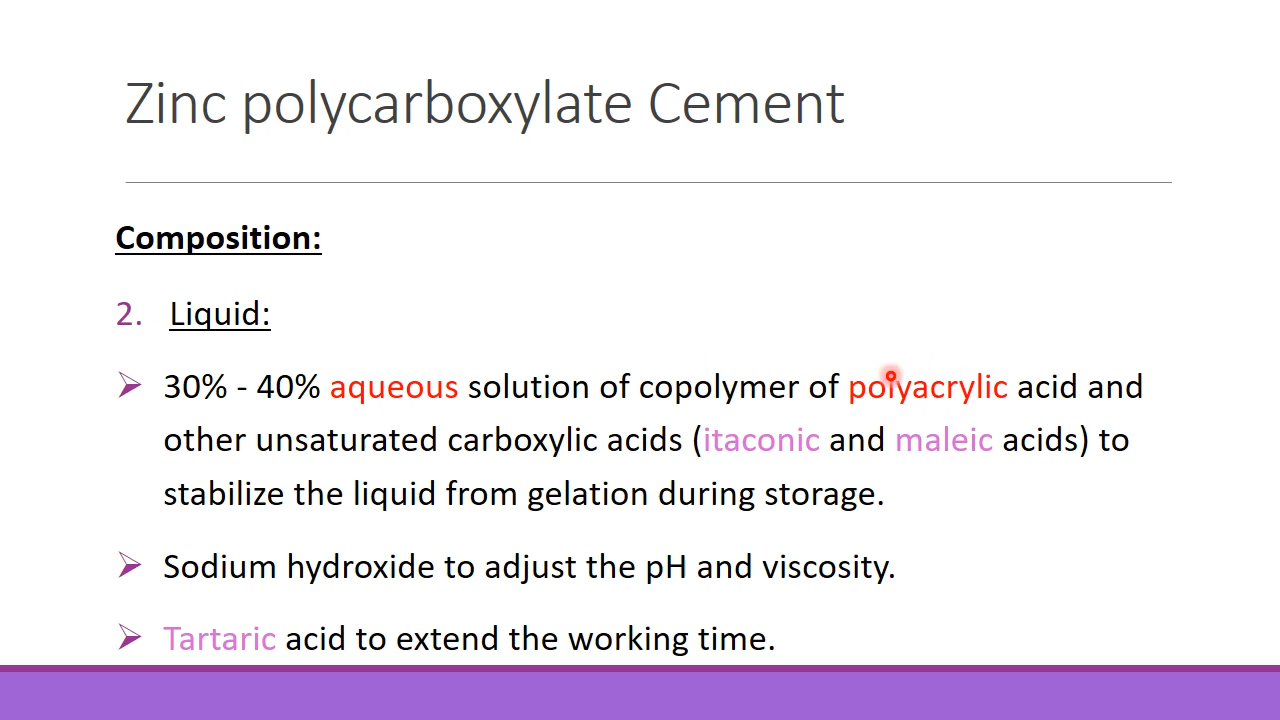 Zinc polycarboxylate Cement
Composition:
2. Liquid:
➢ 30% - 40% aqueous solution of copolymer of polyacrylic acid and
other unsaturated carboxylic acids (itaconic and maleic acids) to
stabilize the liquid from gelation during storage.
➢ Sodium hydroxide to adjust the pH and viscosity.
➢ Tartaric acid to extend the working time.